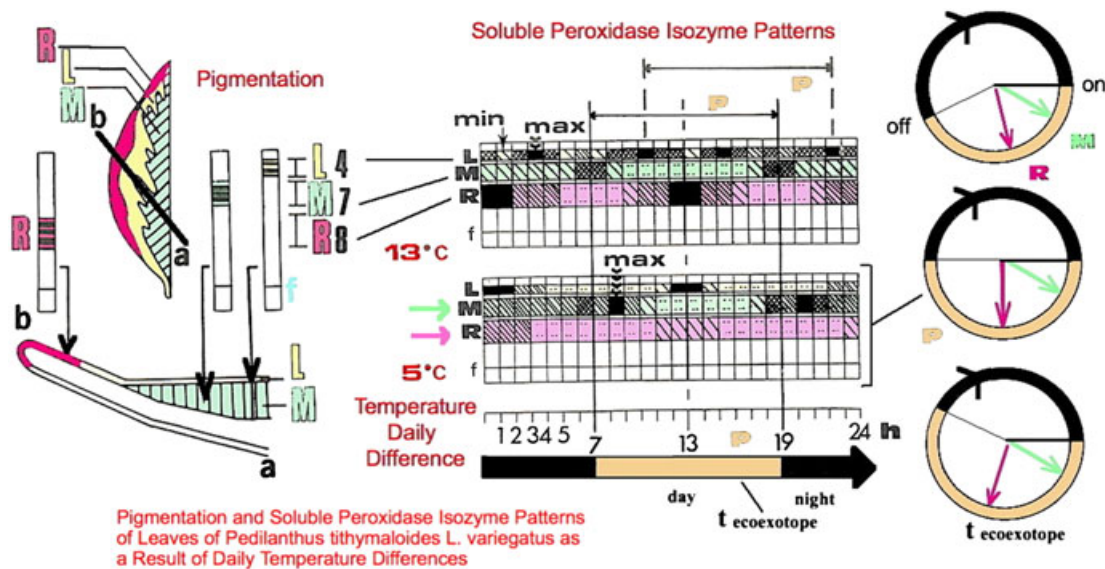 Soluble Peroxidase Isozyme Patterns
Pigmentation
R
L
M
b
a
R
L 4
M 7
R 8
f
b
L
M
a
P
P
min
max
L
M
R
f
13°C
max
L
M
R
f
5°C
Temperature
Daily
Difference
1 2 3 4 5 7 13 P 19 24 h
day night
t ecoexotope
on
off
M
R
P
t ecoexotope
Pigmentation and Soluble Peroxidase Isozyme Patterns
of Leaves of Pedilanthus tithymaloides L. variegatus as
a Result of Daily Temperature Differences